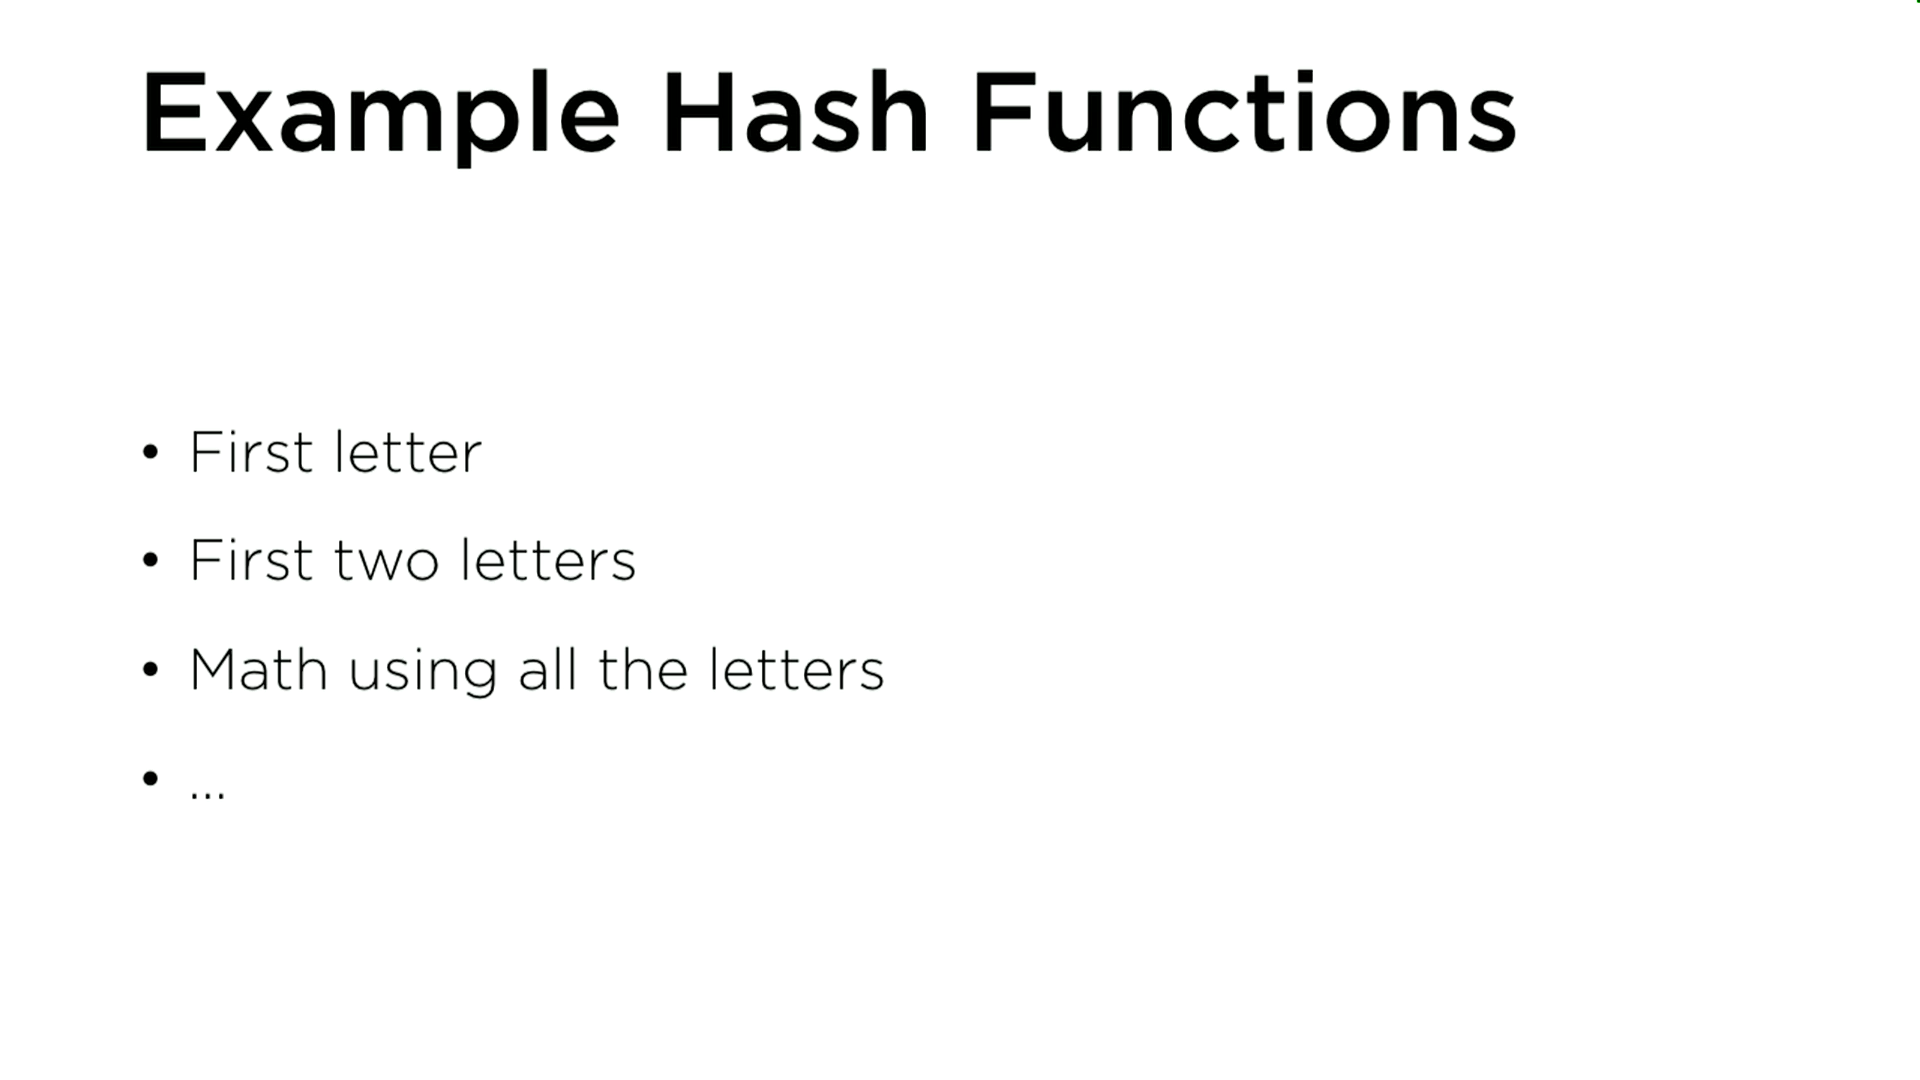 Example Hash Functions
• First letter
• First two letters
• Math using all the letters
• ...